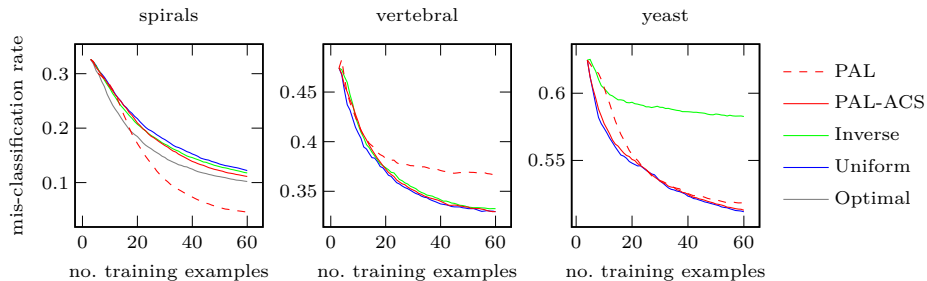 spirals vertebral yeast
mis-classification rate
0.3
0.2
0.1
0 20 40 60
no. training examples
0.45
0.4
0.35
0 20 40 60
no. training examples
0.6
0.55
0 20 40 60
no. training examples
PAL
PAL-ACS
Inverse
Uniform
Optimal